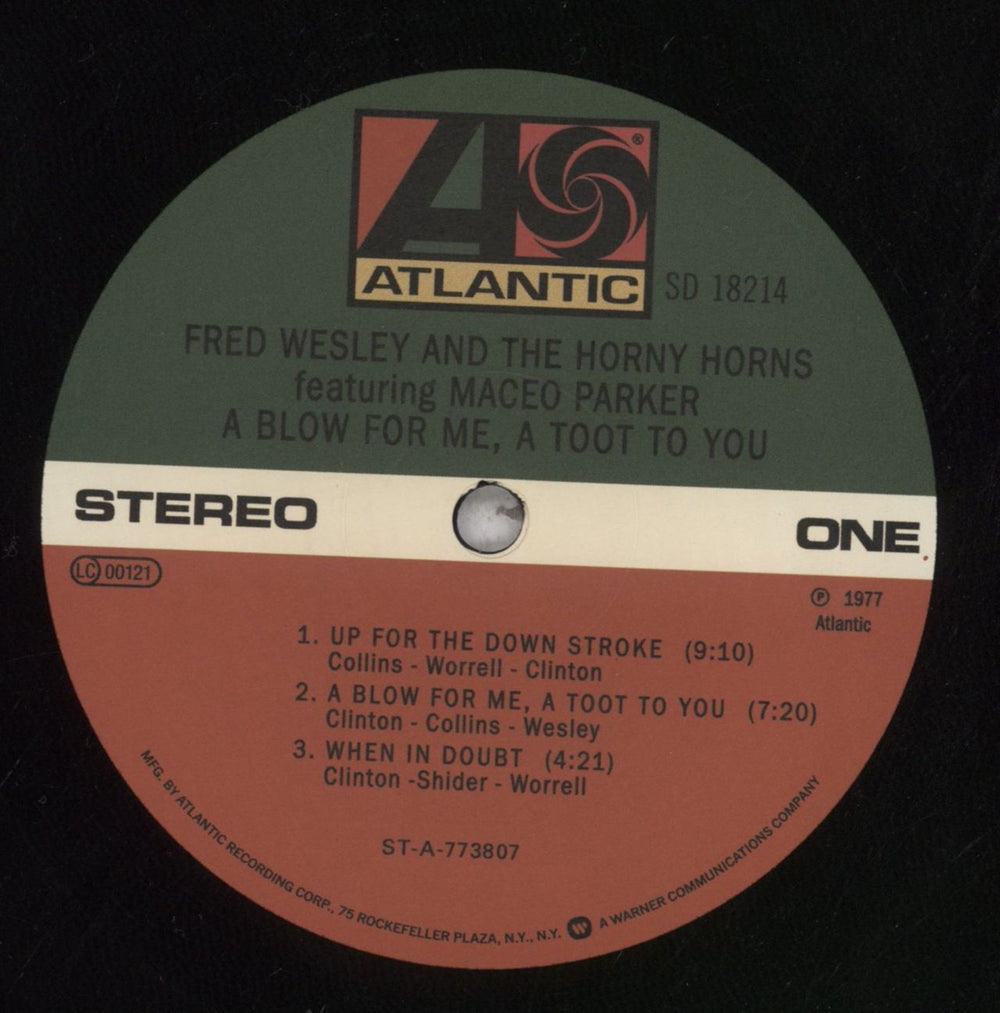 ATLANTIC ®
SD 18214
FRED WESLEY AND THE HORNY HORNS
featuring MACEO PARKER
A BLOW FOR ME, A TOOT TO YOU
STEREO
ONE
LC 00121
℗ 1977
Atlantic
1. UP FOR THE DOWN STROKE (9:10)
Collins - Worrell - Clinton
2. A BLOW FOR ME, A TOOT TO YOU (7:20)
Clinton - Collins - Wesley
3. WHEN IN DOUBT (4:21)
Clinton -Shider - Worrell
ST-A-773807
MFG. BY ATLANTIC RECORDING CORP., 75 ROCKEFELLER PLAZA, N.Y., N.Y. W A WARNER COMMUNICATIONS COMPANY